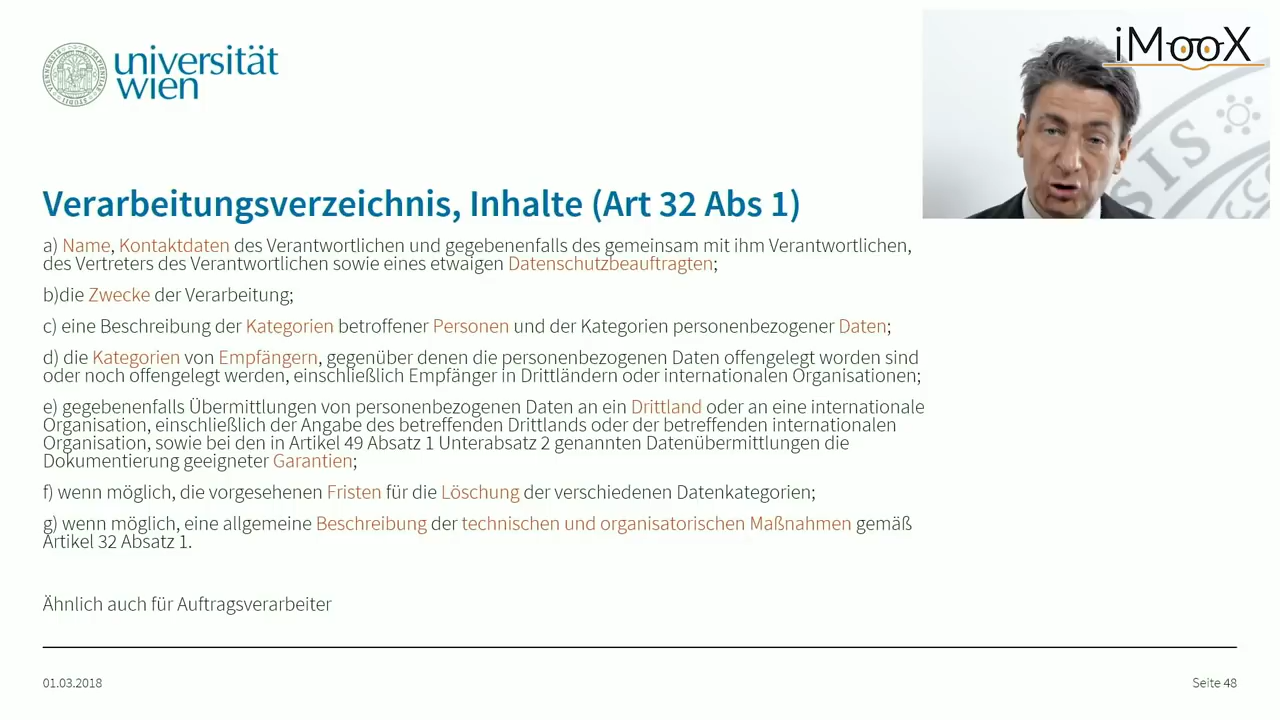 universität
wien
iMooX
SIS
CC
Verarbeitungsverzeichnis, Inhalte (Art 32 Abs 1)
a) Name, Kontaktdaten des Verantwortlichen und gegebenenfalls des gemeinsam mit ihm Verantwortlichen,
des Vertreters des Verantwortlichen sowie eines etwaigen Datenschutzbeauftragten;
b)die Zwecke der Verarbeitung;
c) eine Beschreibung der Kategorien betroffener Personen und der Kategorien personenbezogener Daten;
d) die Kategorien von Empfängern, gegenüber denen die personenbezogenen Daten offengelegt worden sind
oder noch offengelegt werden, einschließlich Empfänger in Drittländern oder internationalen Organisationen;
e) gegebenenfalls Übermittlungen von personenbezogenen Daten an ein Drittland oder an eine internationale
Organisation, einschließlich der Angabe des betreffenden Drittlands oder der betreffenden internationalen
Organisation, sowie bei den in Artikel 49 Absatz 1 Unterabsatz 2 genannten Datenübermittlungen die
Dokumentierung geeigneter Garantien;
f) wenn möglich, die vorgesehenen Fristen für die Löschung der verschiedenen Datenkategorien;
g) wenn möglich, eine allgemeine Beschreibung der technischen und organisatorischen Maßnahmen gemäß
Artikel 32 Absatz 1.
Ähnlich auch für Auftragsverarbeiter
01.03.2018
Seite 48